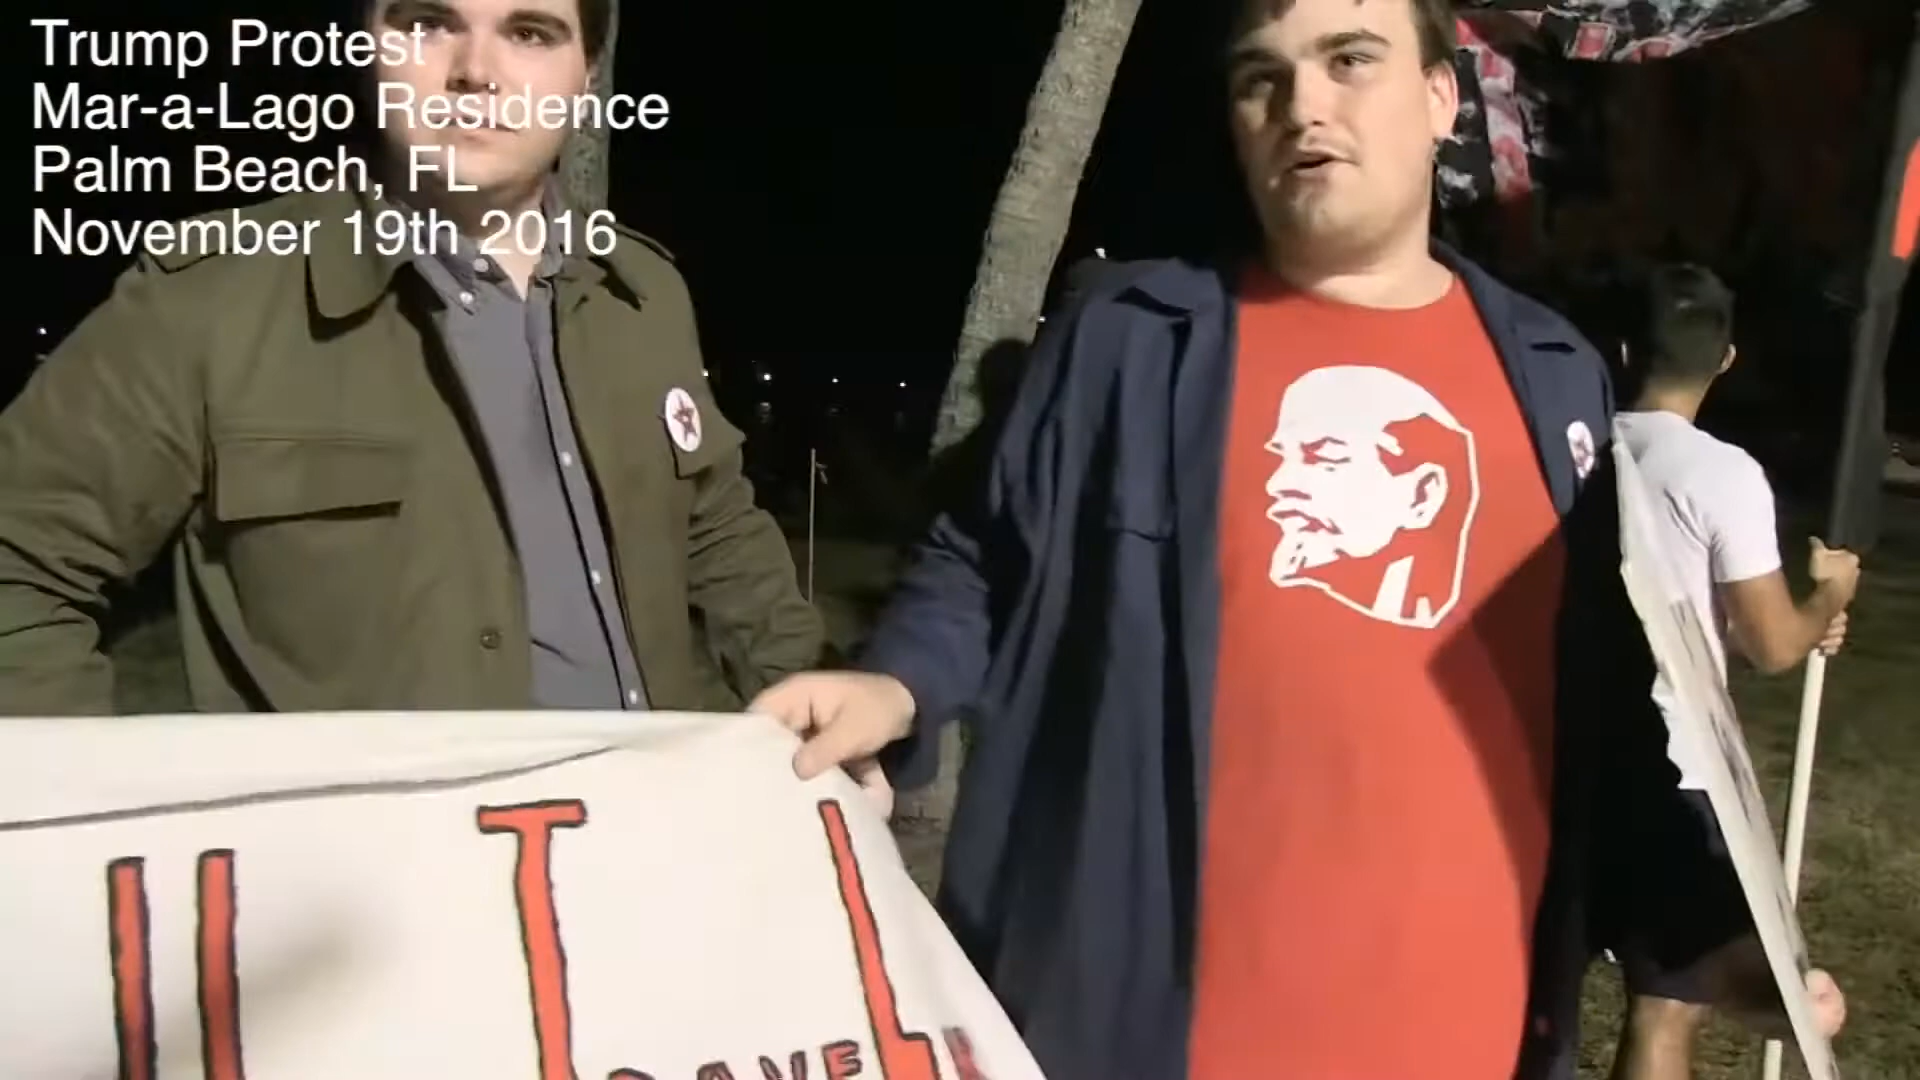 Trump Protest
Mar-a-Lago Residence
Palm Beach, FL
November 19th 2016